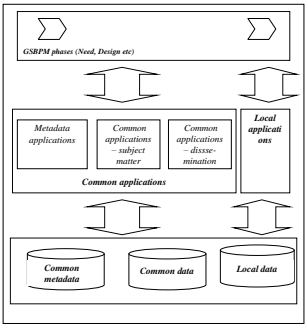 GSBPM phases (Need, Design etc)
Metadata
applications
Common
applications
– subject
matter
Common
applications
– dissse-
mination
Local
applicati
ons
Common applications
Common
metadata
Common data
Local data